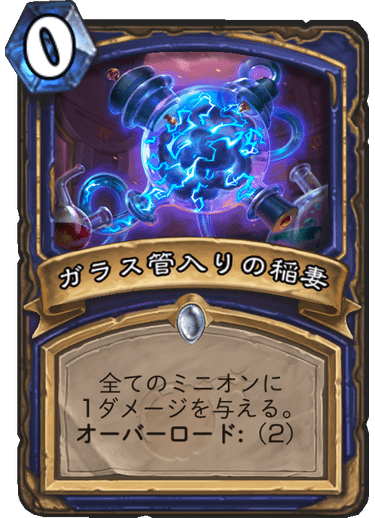 0
ガラス管入りの稲妻
全てのミニオンに
1ダメージを与える。
オーバーロード:（2）